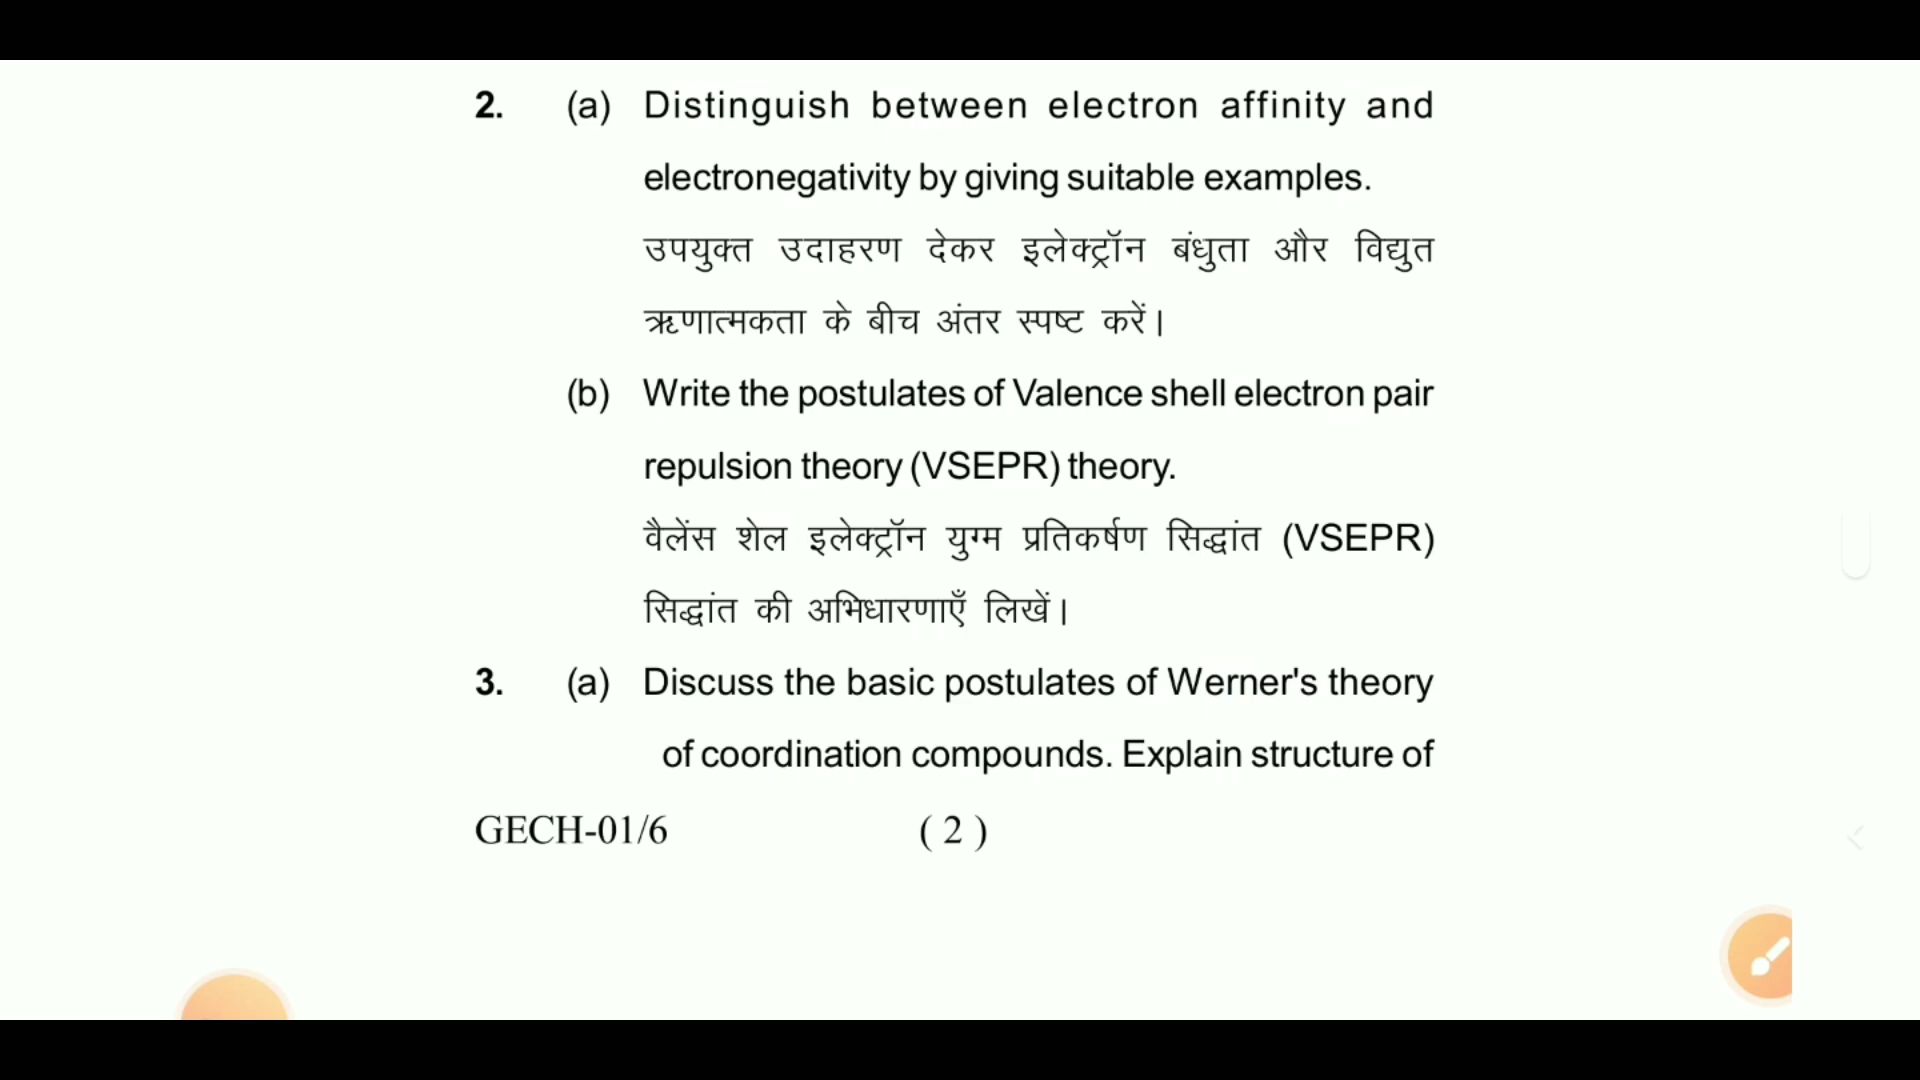 2. (a) Distinguish between electron affinity and
electronegativity by giving suitable examples.
उपयुक्त उदाहरण देकर इलेक्ट्रॉन बंधुता और विद्युत
ऋणात्मकता के बीच अंतर स्पष्ट करें।
(b) Write the postulates of Valence shell electron pair
repulsion theory (VSEPR) theory.
वैलेंस शेल इलेक्ट्रॉन युग्म प्रतिकर्षण सिद्धांत (VSEPR)
सिद्धांत की अभिधारणाएँ लिखें।
3. (a) Discuss the basic postulates of Werner's theory
of coordination compounds. Explain structure of
GECH-01/6 ( 2 )